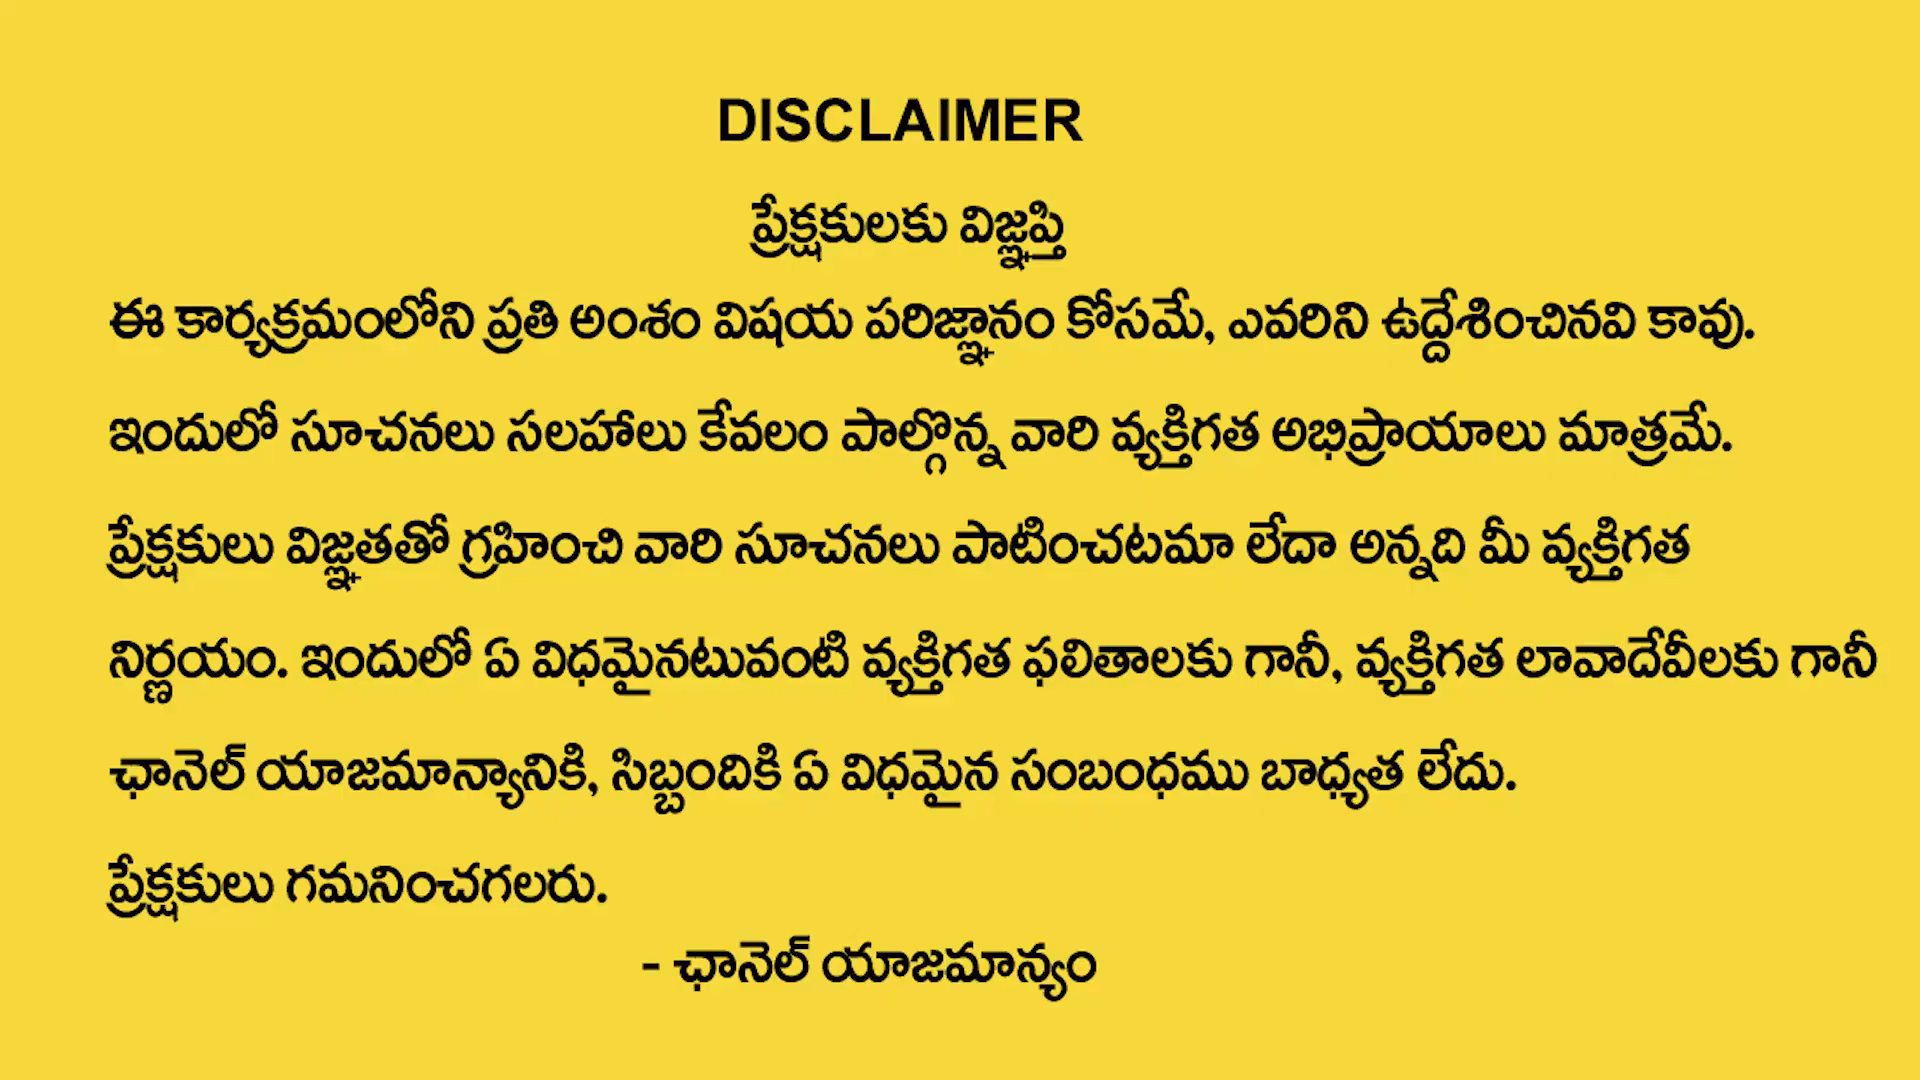 DISCLAIMER
ప్రేక్షకులకు విజ్ఞప్తి
ఈ కార్యక్రమంలోని ప్రతి అంశం విషయ పరిజ్ఞానం కోసమే, ఎవరిని ఉద్దేశించినవి కావు.
ఇందులో సూచనలు సలహాలు కేవలం పాల్గొన్న వారి వ్యక్తిగత అభిప్రాయాలు మాత్రమే.
ప్రేక్షకులు విజ్ఞతతో గ్రహించి వారి సూచనలు పాటించటమా లేదా అన్నది మీ వ్యక్తిగత
నిర్ణయం. ఇందులో ఏ విధమైనటువంటి వ్యక్తిగత ఫలితాలకు గానీ, వ్యక్తిగత లావాదేవీలకు గానీ
ఛానెల్ యాజమాన్యానికి, సిబ్బందికి ఏ విధమైన సంబంధము బాధ్యత లేదు.
ప్రేక్షకులు గమనించగలరు.
- ఛానెల్ యాజమాన్యం